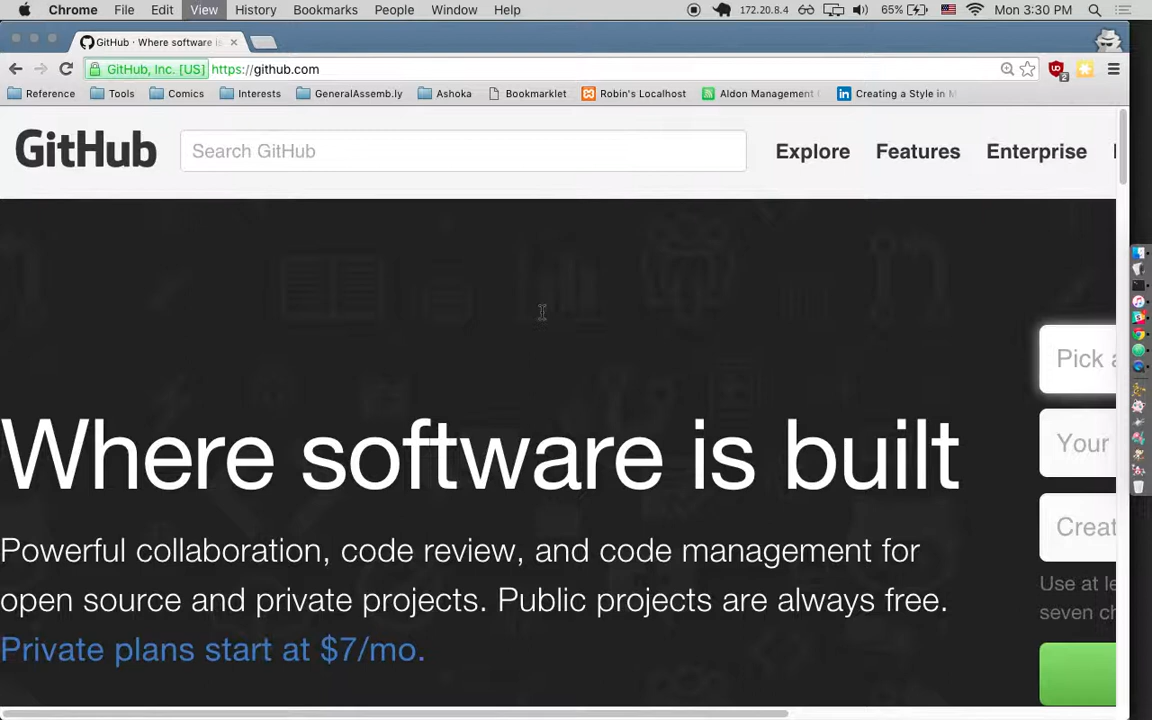 Chrome File Edit View History Bookmarks People Window Help 172.20.8.4 65% Mon 3:30 PM
GitHub · Where software is
GitHub, Inc. [US] https://github.com
Reference Tools Comics Interests GeneralAssemb.ly Ashoka Bookmarklet Robin's Localhost Aldon Management Creating a Style in
GitHub Search GitHub Explore Features Enterprise
Pick a
Where software is built
Your
Powerful collaboration, code review, and code management for
open source and private projects. Public projects are always free.
Private plans start at $7/mo.
Creat
Use at le
seven ch